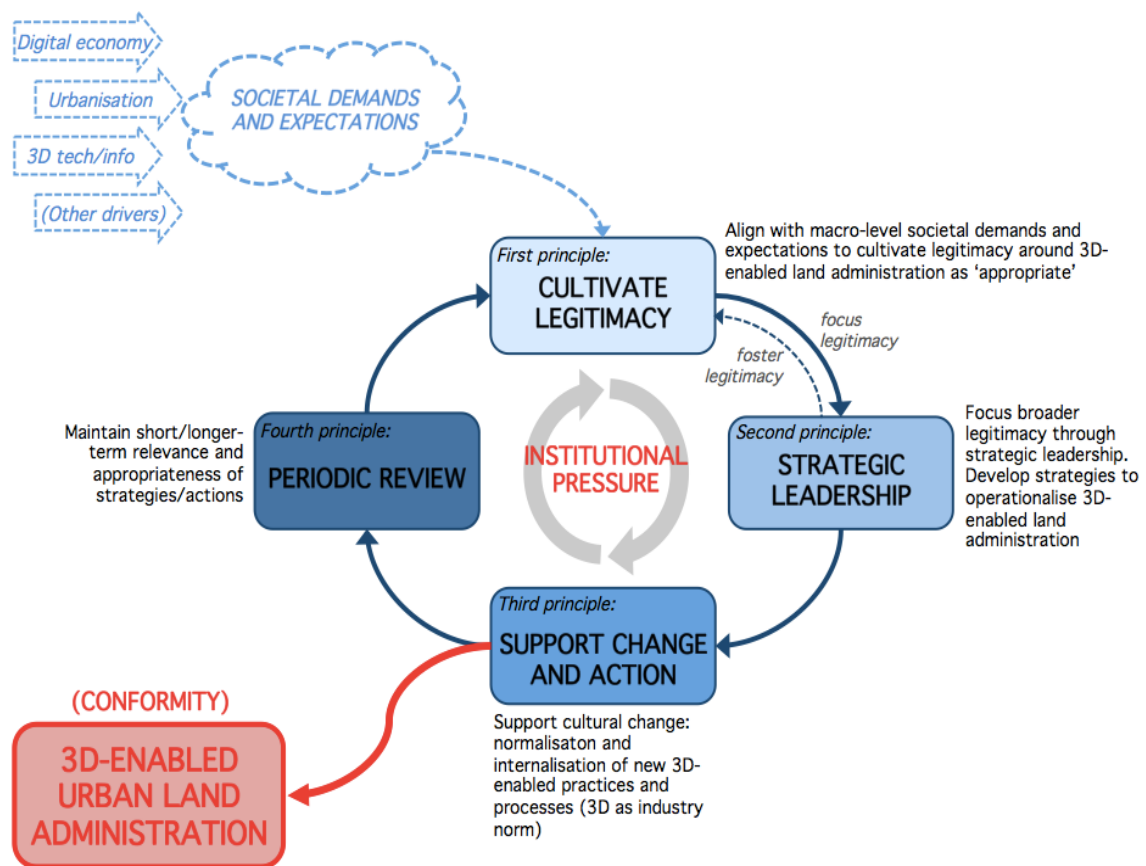 Digital economy
Urbanisation
3D tech/info
(Other drivers)
SOCIETAL DEMANDS
AND EXPECTATIONS
First principle:
CULTIVATE
LEGITIMACY
Align with macro-level societal demands and
expectations to cultivate legitimacy around 3D-
enabled land administration as ‘appropriate’
focus
legitimacy
foster
legitimacy
Second principle:
STRATEGIC
LEADERSHIP
Focus broader
legitimacy through
strategic leadership.
Develop strategies to
operationalise 3D-
enabled land
administration
INSTITUTIONAL
PRESSURE
Third principle:
SUPPORT CHANGE
AND ACTION
Support cultural change:
normalisaton and
internalisation of new 3D-
enabled practices and
processes (3D as industry
norm)
Fourth principle:
PERIODIC REVIEW
Maintain short/longer-
term relevance and
appropriateness of
strategies/actions
(CONFORMITY)
3D-ENABLED
URBAN LAND
ADMINISTRATION